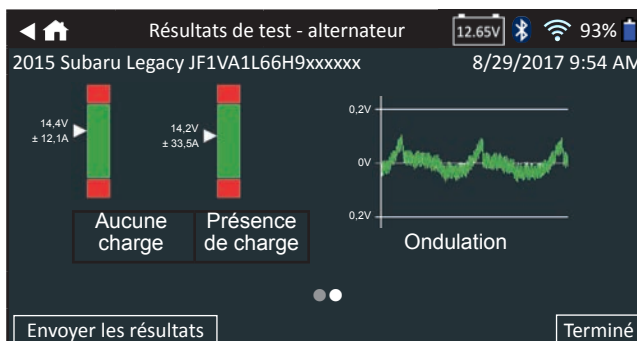 Résultats de test - alternateur
12.65V
93%
2015 Subaru Legacy JF1VA1L66H9xxxxxx
8/29/2017 9:54 AM
14,4V
± 12,1A
14,2V
± 33,5A
0,2V
0V
0,2V
Aucune
charge
Présence
de charge
Ondulation
Envoyer les résultats
Terminé